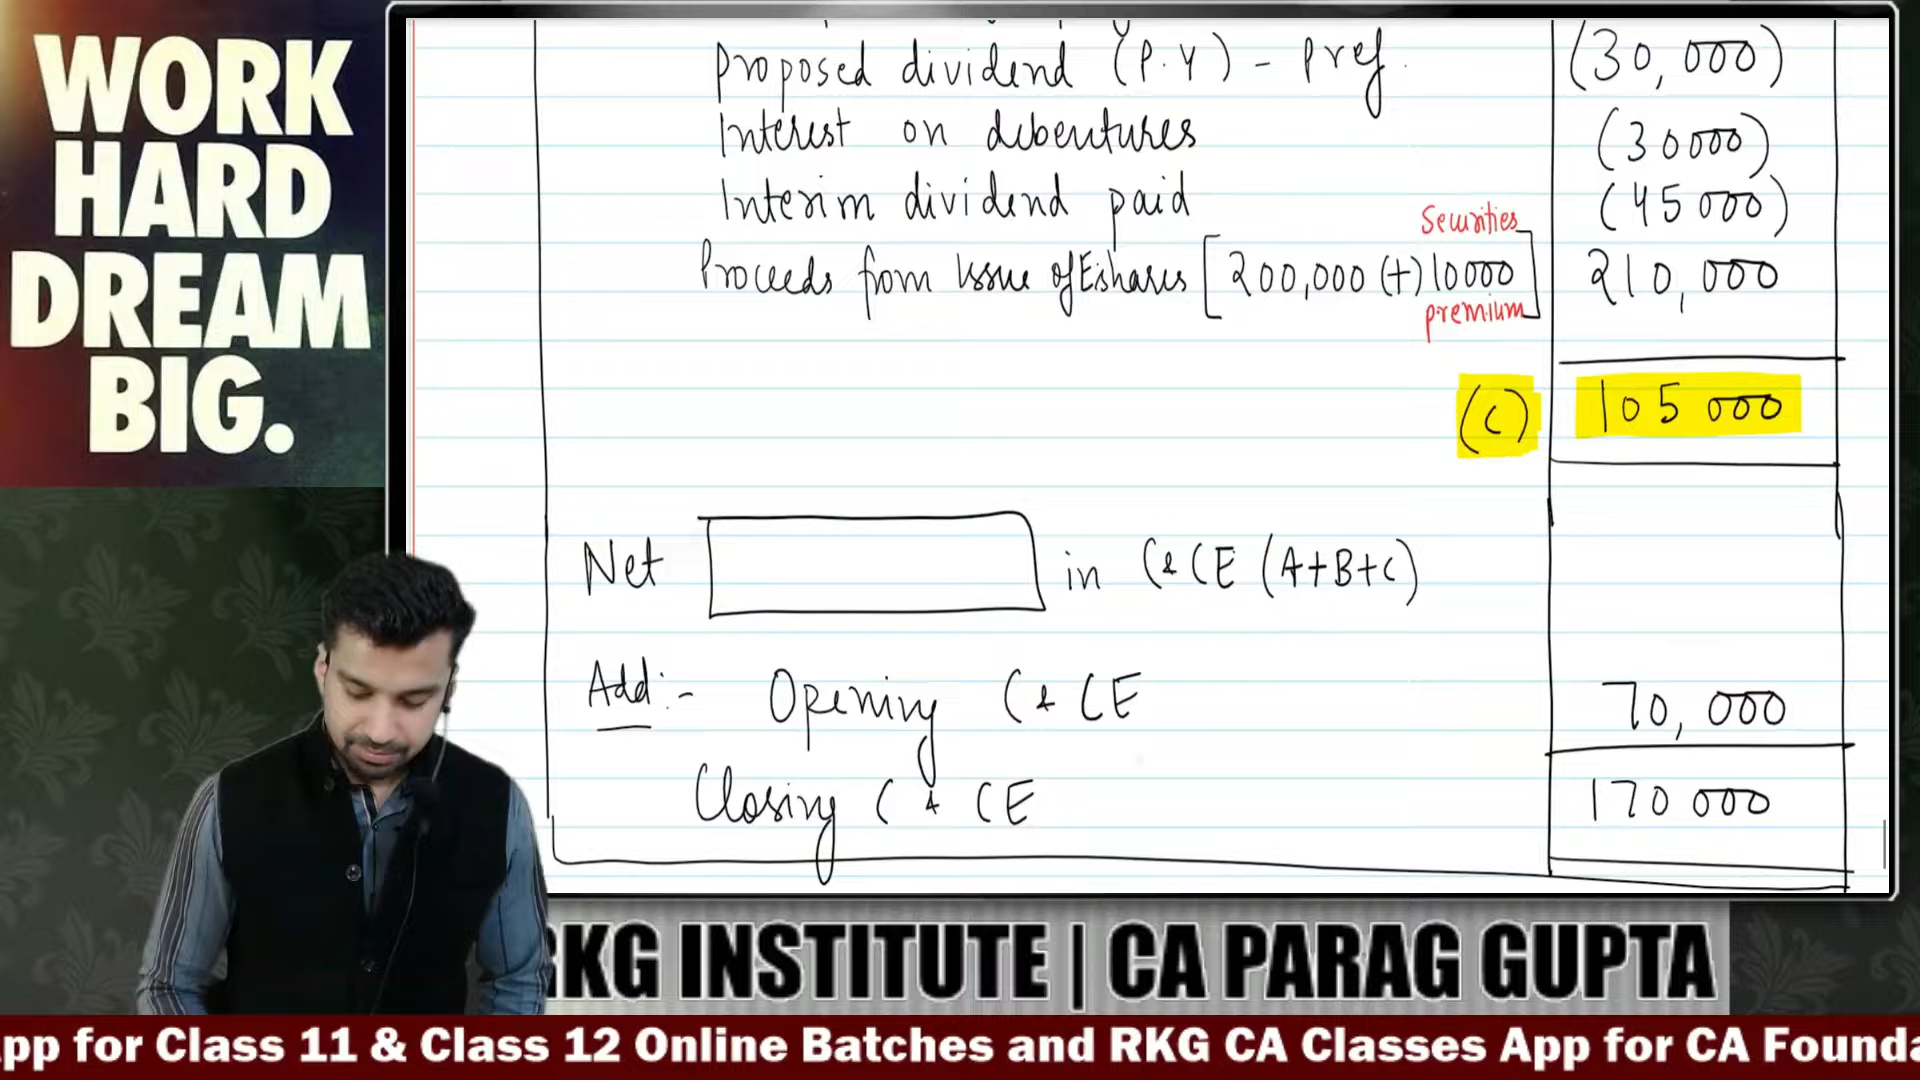 WORK
HARD
DREAM
BIG.
Proposed dividend (P.Y) - Pref. (30,000)
Interest on debentures (30000)
Interim dividend paid (45000)
Proceeds from Issue of E.shares [200,000 (+) 10000] 210,000
Securities
premium
(C) 105000
Net in C & CE (A+B+C)
Add:- Opening C & CE 70,000
Closing C & CE 170000
RKG INSTITUTE | CA PARAG GUPTA
pp for Class 11 & Class 12 Online Batches and RKG CA Classes App for CA Founda